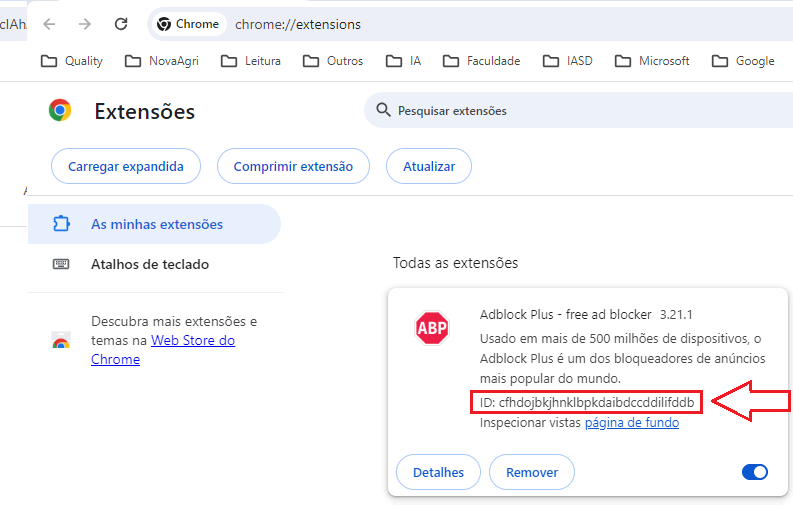 cIAh
Chrome
chrome://extensions
Quality
NovaAgri
Leitura
Outros
IA
Faculdade
IASD
Microsoft
Google
Extensões
Pesquisar extensões
Carregar expandida
Comprimir extensão
Atualizar
As minhas extensões
Atalhos de teclado
Descubra mais extensões e
temas na Web Store do
Chrome
Todas as extensões
ABP
Adblock Plus - free ad blocker 3.21.1
Usado em mais de 500 milhões de dispositivos, o
Adblock Plus é um dos bloqueadores de anúncios
mais popular do mundo.
ID: cfhdojbkjhnklbpkdaibdccddilifddb
Inspecionar vistas página de fundo
Detalhes
Remover